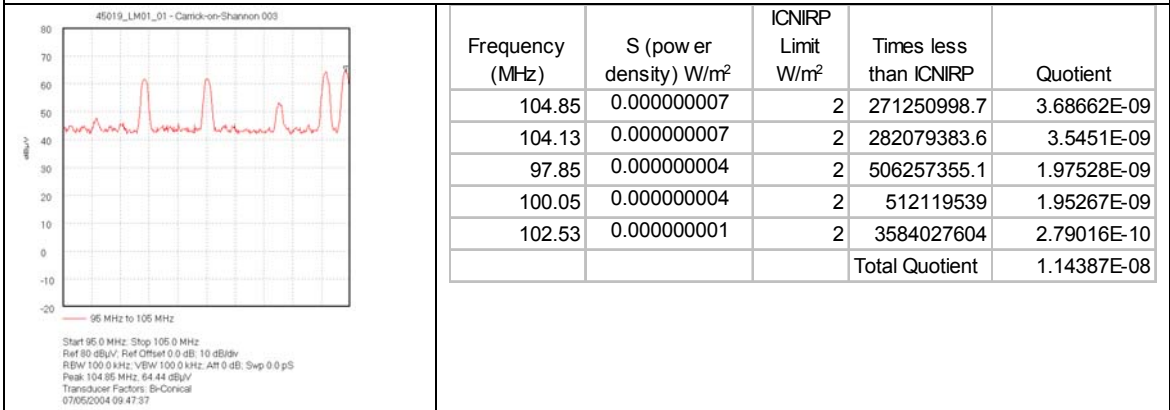 45019_LM01_01 - Carrick-on-Shannon 003
80
70
60
50
40
30
20
10
0
-10
-20
dBµV
95 MHz to 105 MHz
Start 95.0 MHz; Stop 105.0 MHz
Ref 80 dBµV; Ref Offset 0.0 dB; 10 dB/div
RBW 100.0 kHz; VBW 100.0 kHz; Att 0 dB; Swp 0.0 pS
Peak 104.85 MHz, 64.44 dBµV
Transducer Factors: Bi-Conical
07/05/2004 09:47:37
Frequency (MHz) S (power density) W/m² ICNIRP Limit W/m² Times less than ICNIRP Quotient
104.85 0.000000007 2 271250998.7 3.68662E-09
104.13 0.000000007 2 282079383.6 3.5451E-09
97.85 0.000000004 2 506257355.1 1.97528E-09
100.05 0.000000004 2 512119539 1.95267E-09
102.53 0.000000001 2 3584027604 2.79016E-10
Total Quotient 1.14387E-08